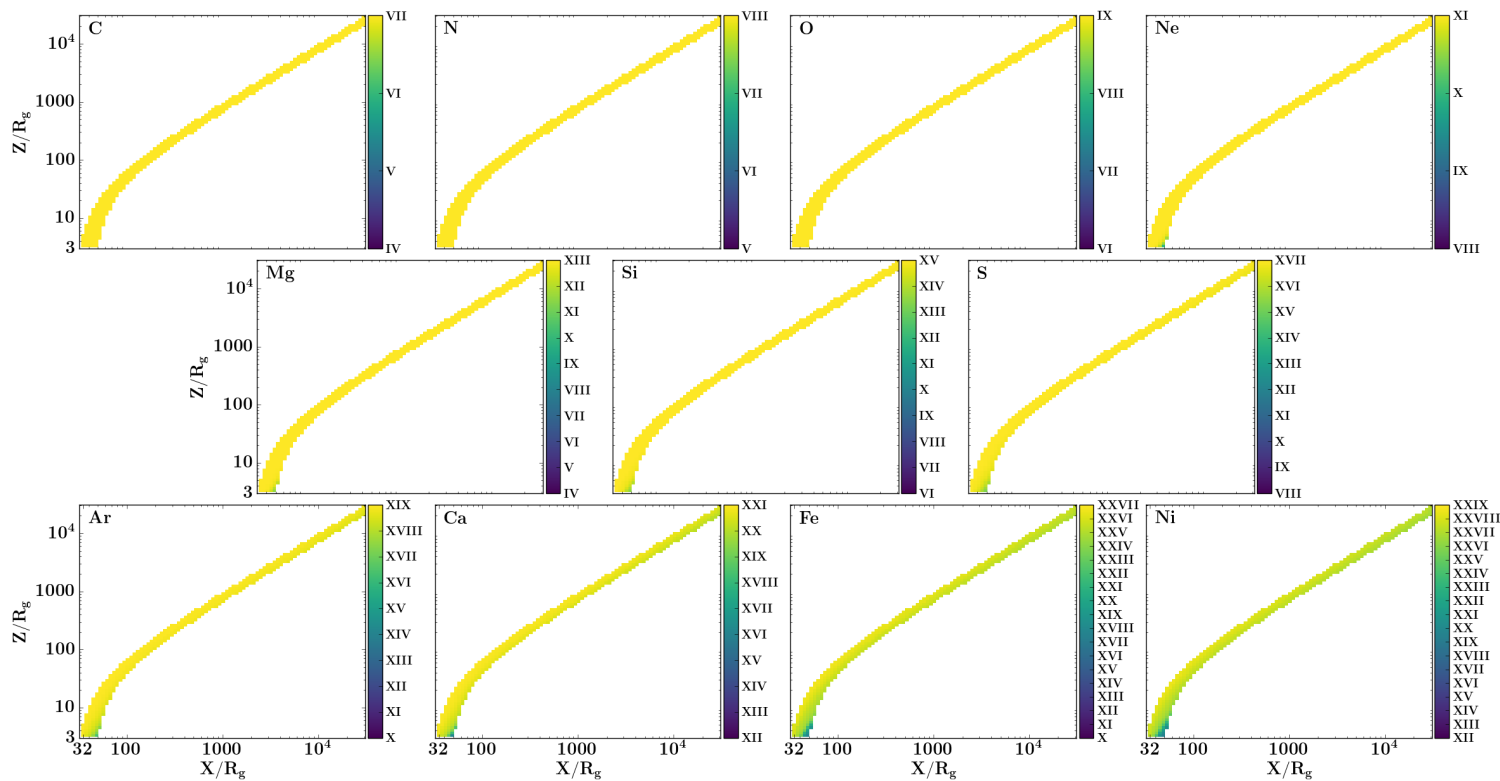 C
Z/R_g
10^4
1000
100
10
3
VII
VI
V
IV
N
VIII
VII
VI
V
O
IX
VIII
VII
VI
Ne
XI
X
IX
VIII
Mg
Z/R_g
10^4
1000
100
10
3
XIII
XII
XI
X
IX
VIII
VII
VI
V
IV
Si
XV
XIV
XIII
XII
XI
X
IX
VIII
VII
VI
S
XVII
XVI
XV
XIV
XIII
XII
XI
X
IX
VIII
Ar
Z/R_g
10^4
1000
100
10
3
32 100 1000 10^4
X/R_g
XIX
XVIII
XVII
XVI
XV
XIV
XIII
XII
XI
X
Ca
32 100 1000 10^4
X/R_g
XXI
XX
XIX
XVIII
XVII
XVI
XV
XIV
XIII
XII
Fe
32 100 1000 10^4
X/R_g
XXVII
XXVI
XXV
XXIV
XXIII
XXII
XXI
XX
XIX
XVIII
XVII
XVI
XV
XIV
XIII
XII
XI
X
Ni
32 100 1000 10^4
X/R_g
XXIX
XXVIII
XXVII
XXVI
XXV
XXIV
XXIII
XXII
XXI
XX
XIX
XVIII
XVII
XVI
XV
XIV
XIII
XII